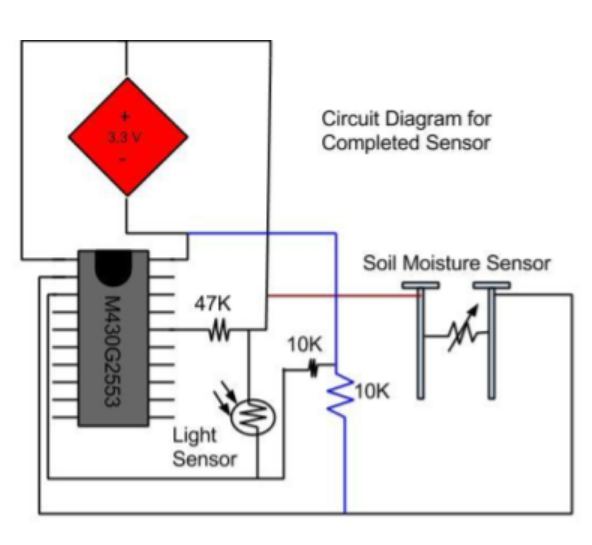 +
3.3 V
-
Circuit Diagram for
Completed Sensor
Soil Moisture Sensor
M430G2553
47K
10K
10K
Light
Sensor